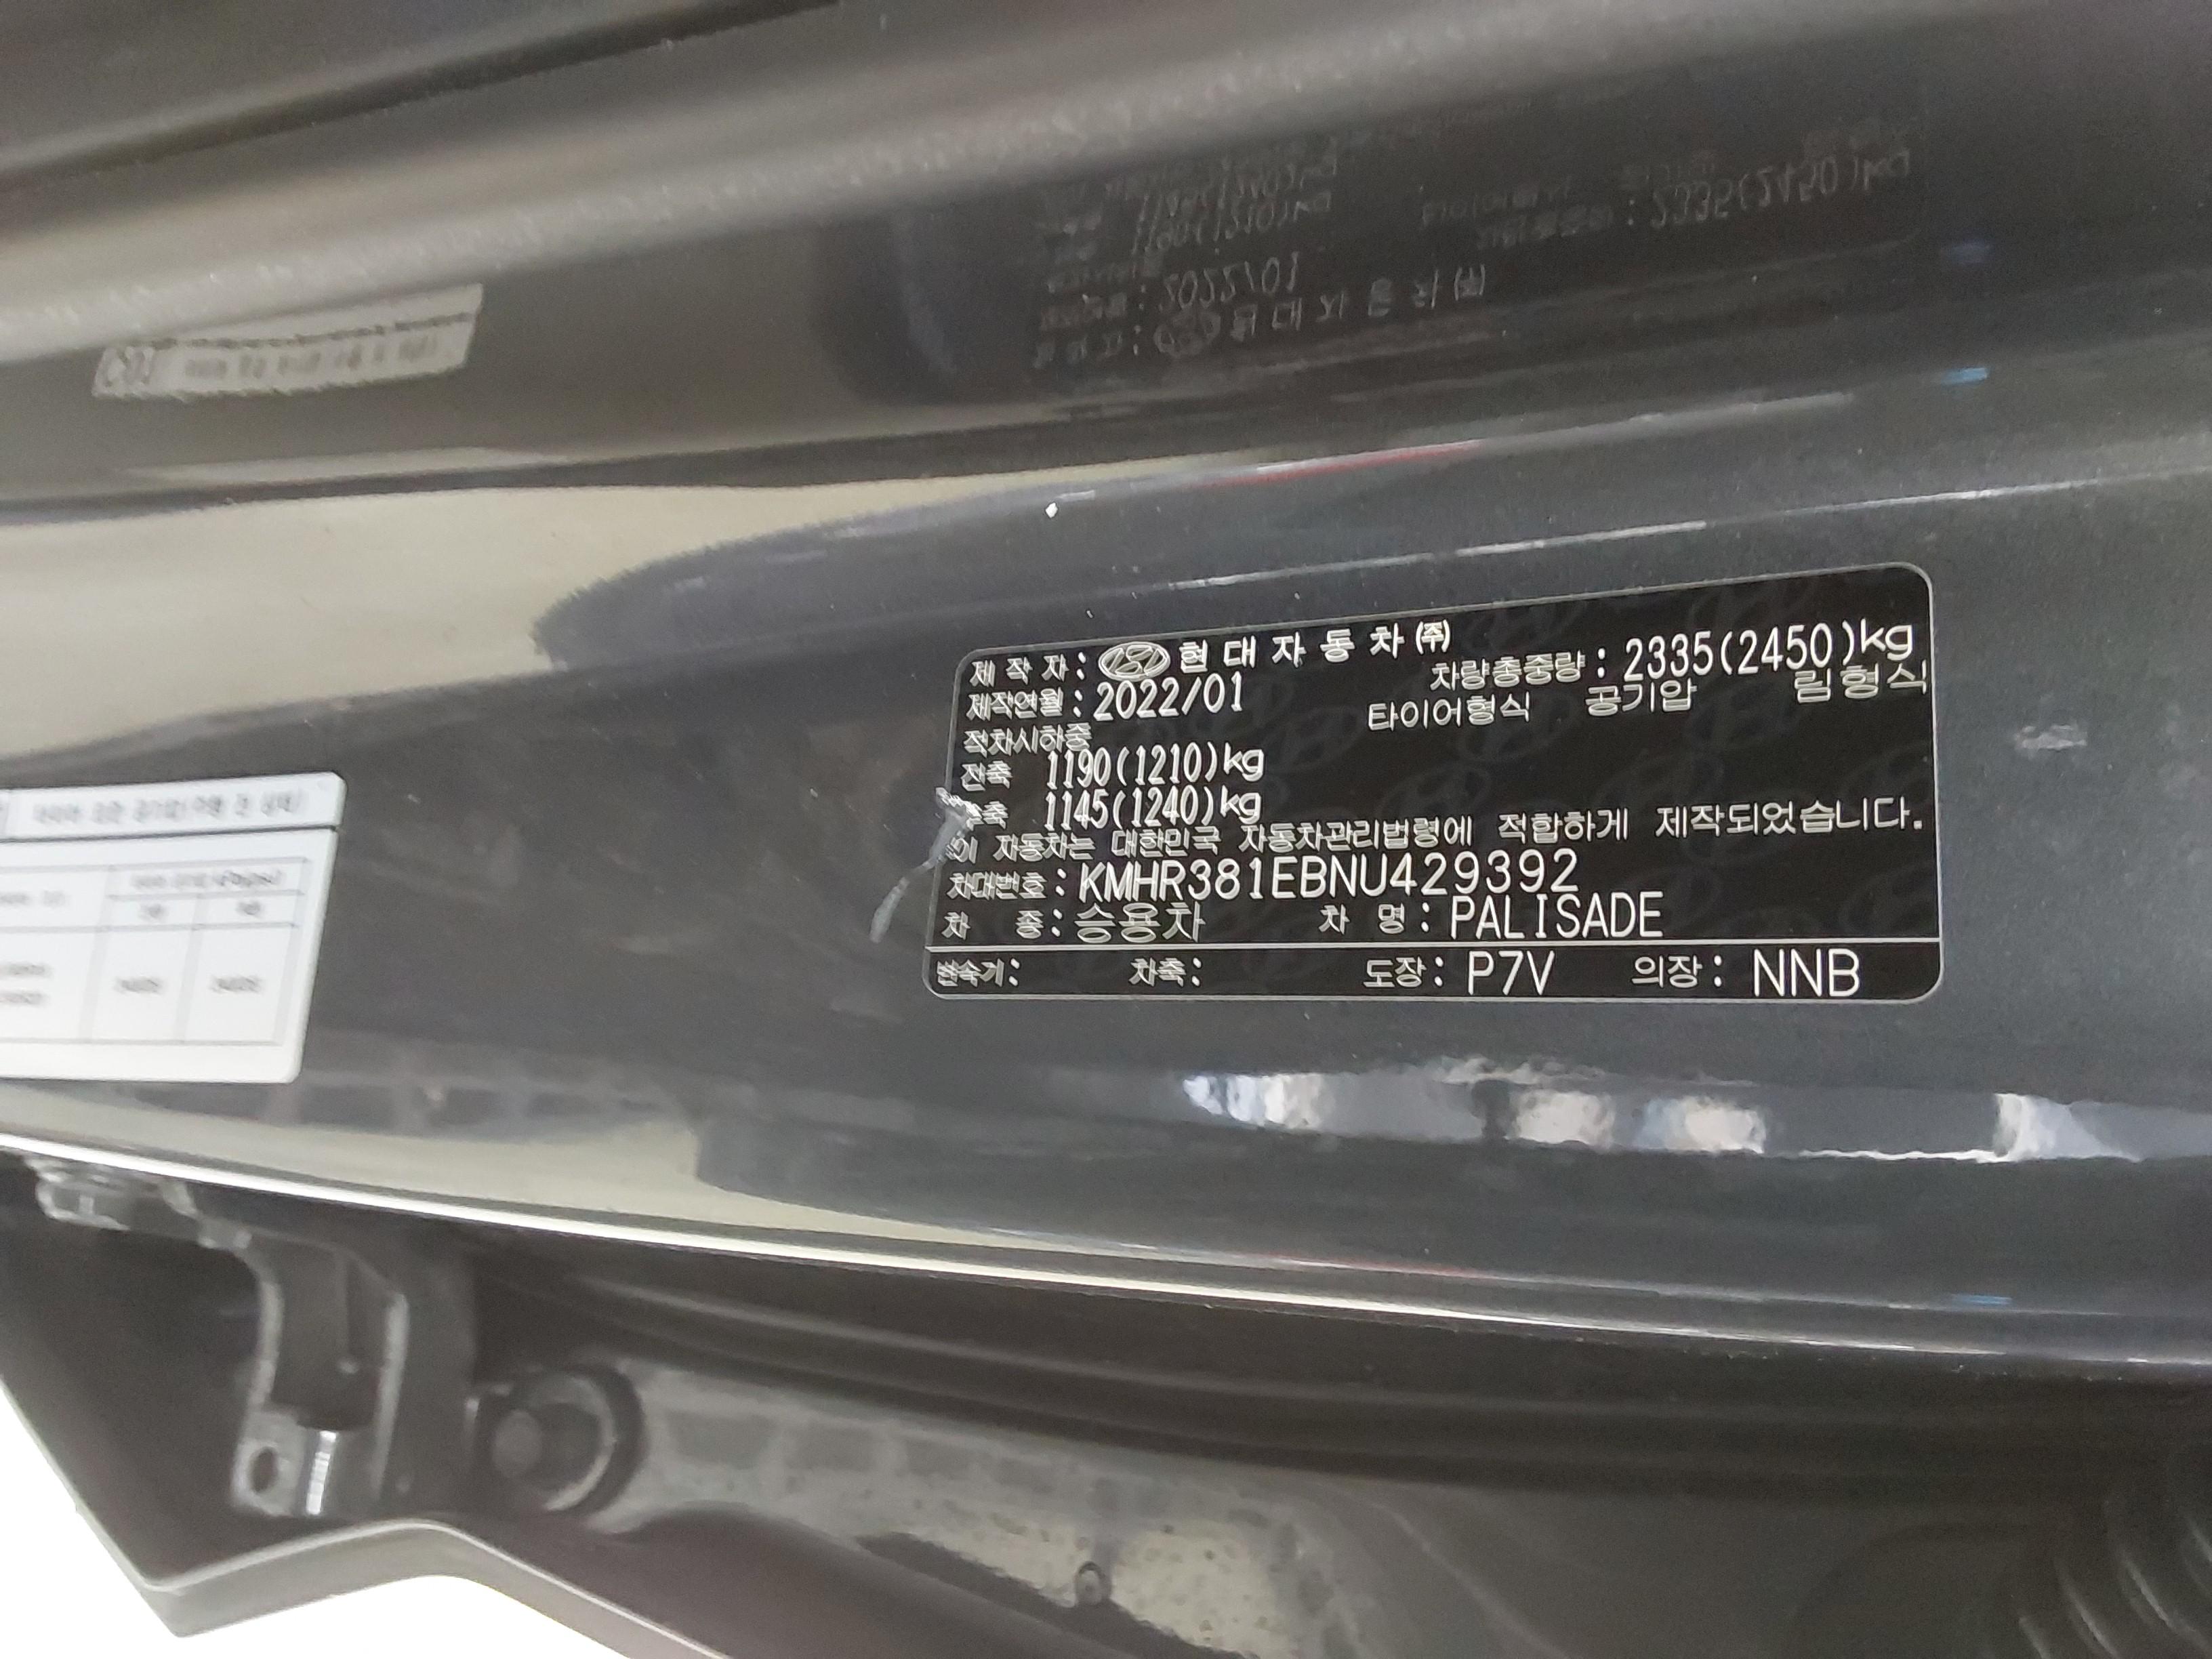 제 작 자 : 현 대 자 동 차 ㈜
차량총중량 : 2335(2450)kg
제작연월 : 2022/01
타이어형식 공기압 림형식
적차시하중
전축 1190(1210)kg
후축 1145(1240)kg
이 자동차는 대한민국 자동차관리법령에 적합하게 제작되었습니다.
차대번호 : KMHR381EBNU429392
차 종 : 승용차 차 명 : PALISADE
변속기 : 차축 : 도장 : P7V 의장 : NNB